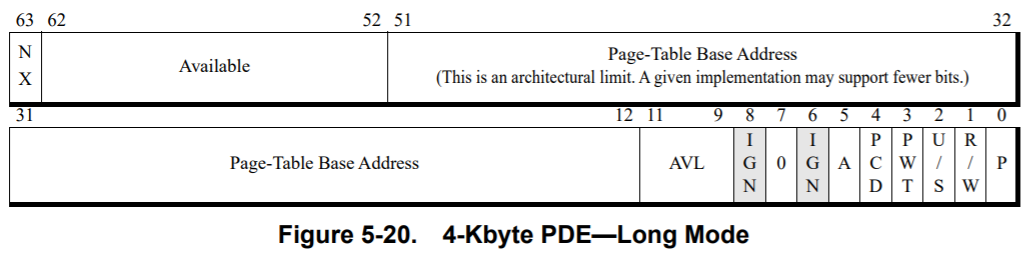 63 62 52 51 32
N X Available Page-Table Base Address
(This is an architectural limit. A given implementation may support fewer bits.)
31 12 11 9 8 7 6 5 4 3 2 1 0
Page-Table Base Address AVL IGN 0 IGN A PCD PWT U/S R/W P
Figure 5-20. 4-Kbyte PDE—Long Mode